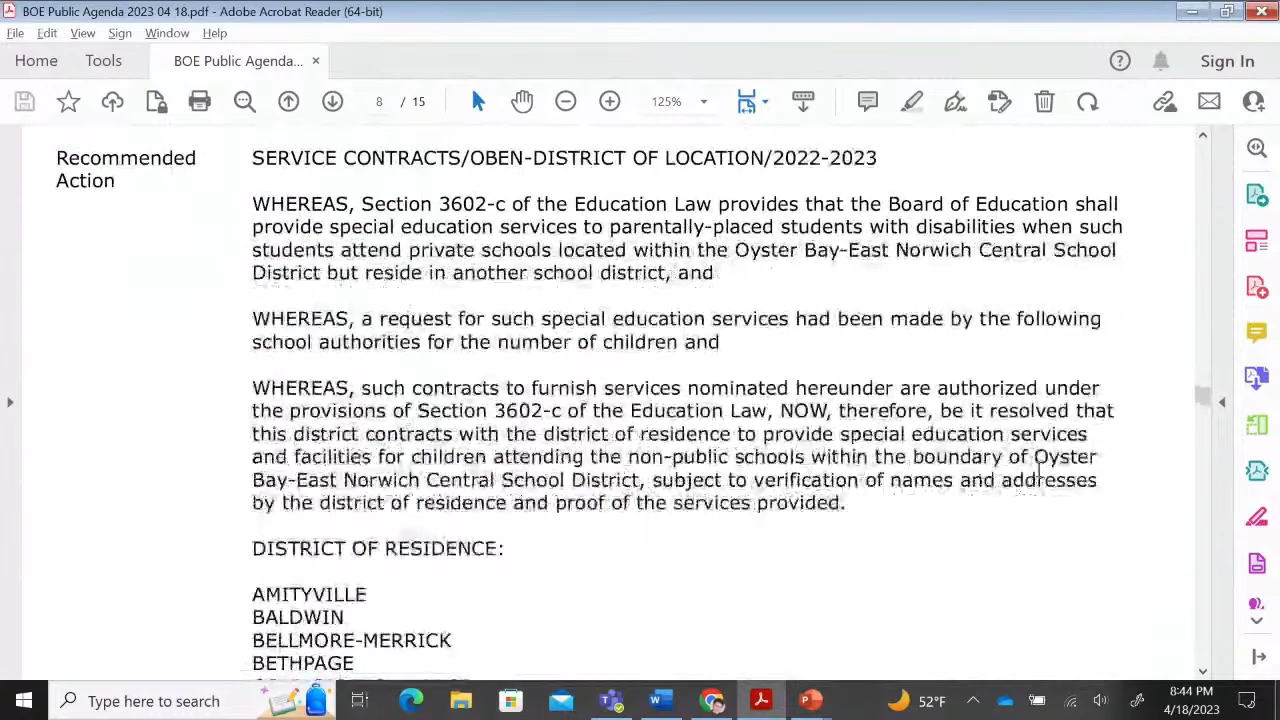 BOE Public Agenda 2023 04 18.pdf - Adobe Acrobat Reader (64-bit)
File Edit View Sign Window Help
Home Tools BOE Public Agenda... × Sign In
8 / 15 125%
Recommended Action
SERVICE CONTRACTS/OBEN-DISTRICT OF LOCATION/2022-2023
WHEREAS, Section 3602-c of the Education Law provides that the Board of Education shall
provide special education services to parentally-placed students with disabilities when such
students attend private schools located within the Oyster Bay-East Norwich Central School
District but reside in another school district, and
WHEREAS, a request for such special education services had been made by the following
school authorities for the number of children and
WHEREAS, such contracts to furnish services nominated hereunder are authorized under
the provisions of Section 3602-c of the Education Law, NOW, therefore, be it resolved that
this district contracts with the district of residence to provide special education services
and facilities for children attending the non-public schools within the boundary of Oyster
Bay-East Norwich Central School District, subject to verification of names and addresses
by the district of residence and proof of the services provided.
DISTRICT OF RESIDENCE:
AMITYVILLE
BALDWIN
BELLMORE-MERRICK
BETHPAGE
Type here to search
52°F
8:44 PM
4/18/2023